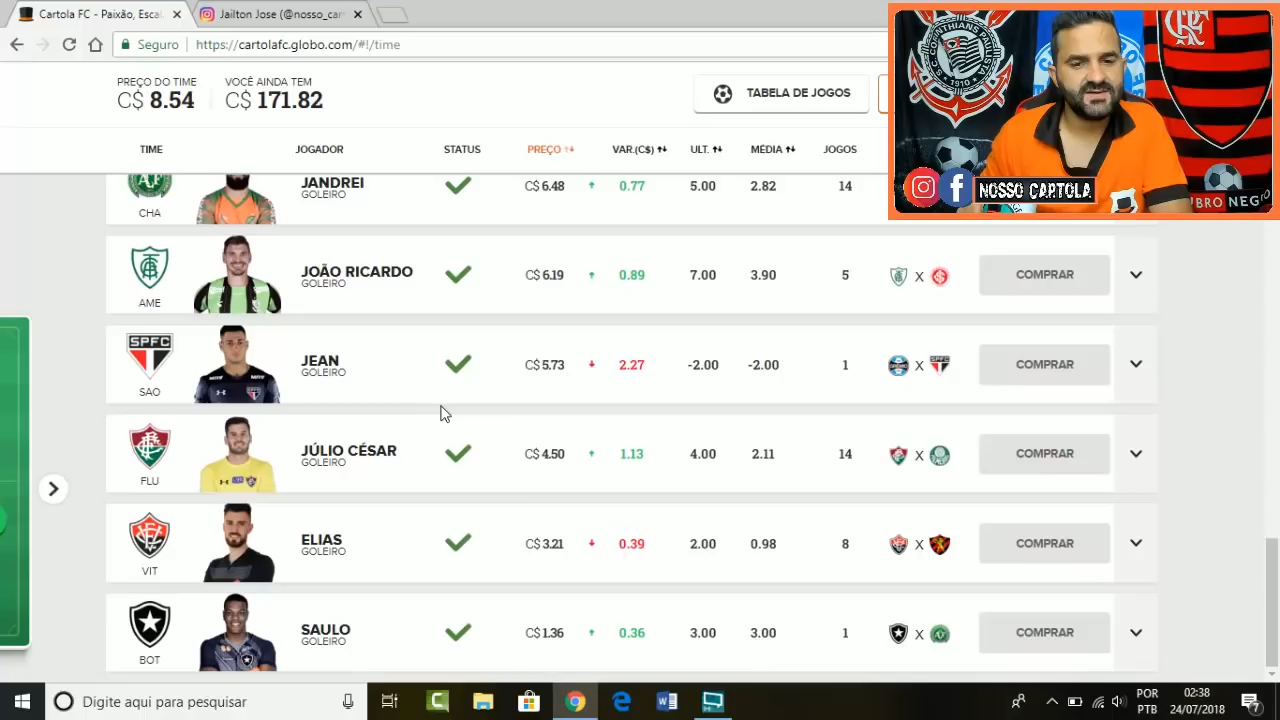 Cartola FC - Paixão, Escal
Jailton Jose (@nosso_car
Seguro
https://cartolafc.globo.com/#!/time
PREÇO DO TIME
C$ 8.54
VOCÊ AINDA TEM
C$ 171.82
TABELA DE JOGOS
TIME JOGADOR STATUS PREÇO VAR.(C$) ULT. MÉDIA JOGOS
CHA JANDREI GOLEIRO C$ 6.48 0.77 5.00 2.82 14
AME JOÃO RICARDO GOLEIRO C$ 6.19 0.89 7.00 3.90 5 X COMPRAR
SPFC SAO JEAN GOLEIRO C$ 5.73 2.27 -2.00 -2.00 1 X COMPRAR
FLU JÚLIO CÉSAR GOLEIRO C$ 4.50 1.13 4.00 2.11 14 X COMPRAR
VIT ELIAS GOLEIRO C$ 3.21 0.39 2.00 0.98 8 X COMPRAR
BOT SAULO GOLEIRO C$ 1.36 0.36 3.00 3.00 1 X COMPRAR
S.C. CORINTHIANS PAULISTA
1910
NOSSO CARTOLA
UBRO NEGRO
Digite aqui para pesquisar
POR
PTB
02:38
24/07/2018
7